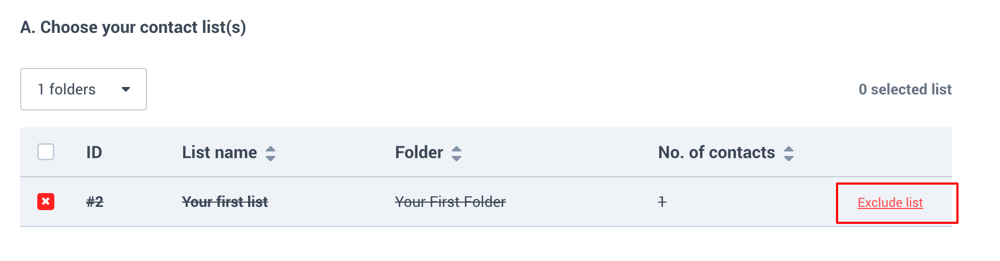 A. Choose your contact list(s)
1 folders
0 selected list
ID List name Folder No. of contacts
#2 Your first list Your First Folder 1 Exclude list